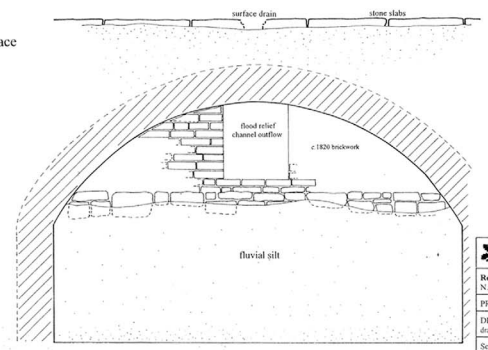 surface drain
stone slabs
flood relief
channel outflow
c.1820 brickwork
fluvial silt